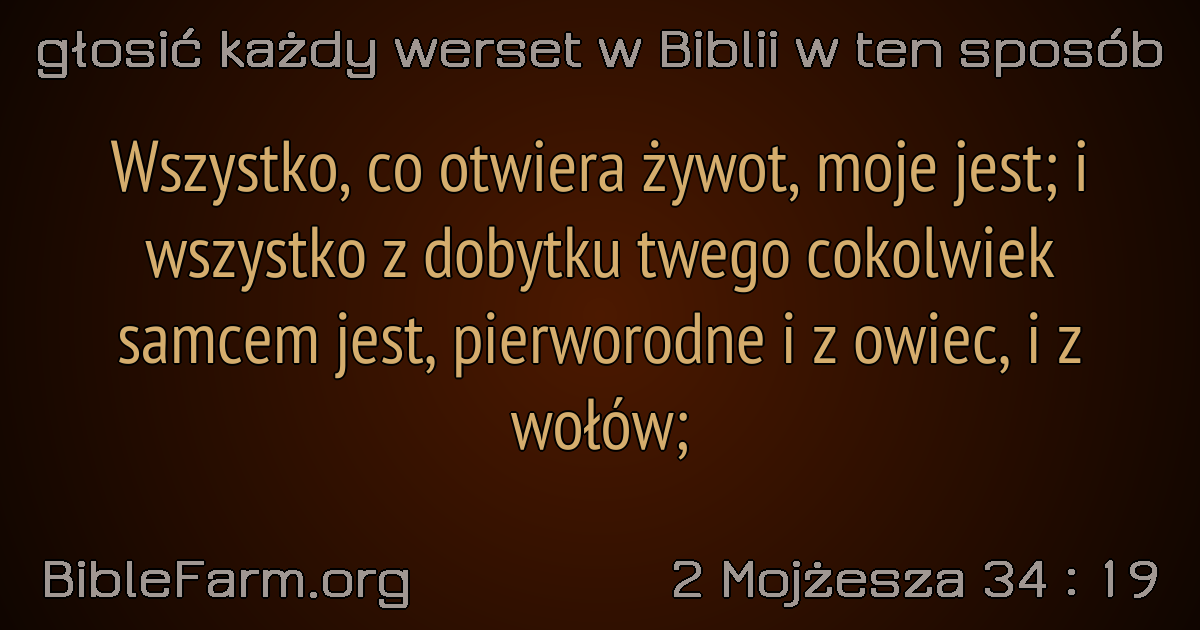 głosić każdy werset w Biblii w ten sposób
Wszystko, co otwiera żywot, moje jest; i
wszystko z dobytku twego cokolwiek
samcem jest, pierworodne i z owiec, i z
wołów;
BibleFarm.org
2 Mojżesza 34 : 19